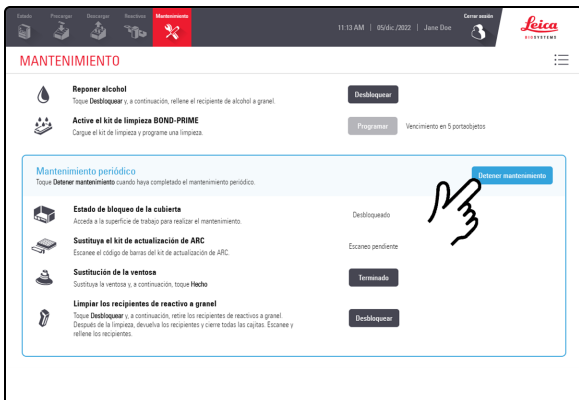 Estado Precargar Descargar Reactivos Mantenimiento Cerrar sesión
11:13 AM | 05/dic /2022 | Jane Doe
Leica
BIOSYSTEMS
MANTENIMIENTO
Reponer alcohol
Toque Desbloquear y, a continuación, rellene el recipiente de alcohol a granel.
Desbloquear
Active el kit de limpieza BOND-PRIME
Cargue el kit de limpieza y programe una limpieza.
Programar Vencimiento en 5 portaobjetos
Mantenimiento periódico
Toque Detener mantenimiento cuando haya completado el mantenimiento periódico.
Detener mantenimiento
Estado de bloqueo de la cubierta
Acceda a la superficie de trabajo para realizar el mantenimiento.
Desbloqueado
Sustituya el kit de actualización de ARC
Escanee el código de barras del kit de actualización de ARC.
Escaneo pendiente
Sustitución de la ventosa
Sustituya la ventosa y, a continuación, toque Hecho
Terminado
Limpiar los recipientes de reactivo a granel
Toque Desbloquear y, a continuación, retire los recipientes de reactivos a granel.
Después de la limpieza, devuelva los recipientes y cierre todas las cajitas. Escanee y
rellene los recipientes.
Desbloquear